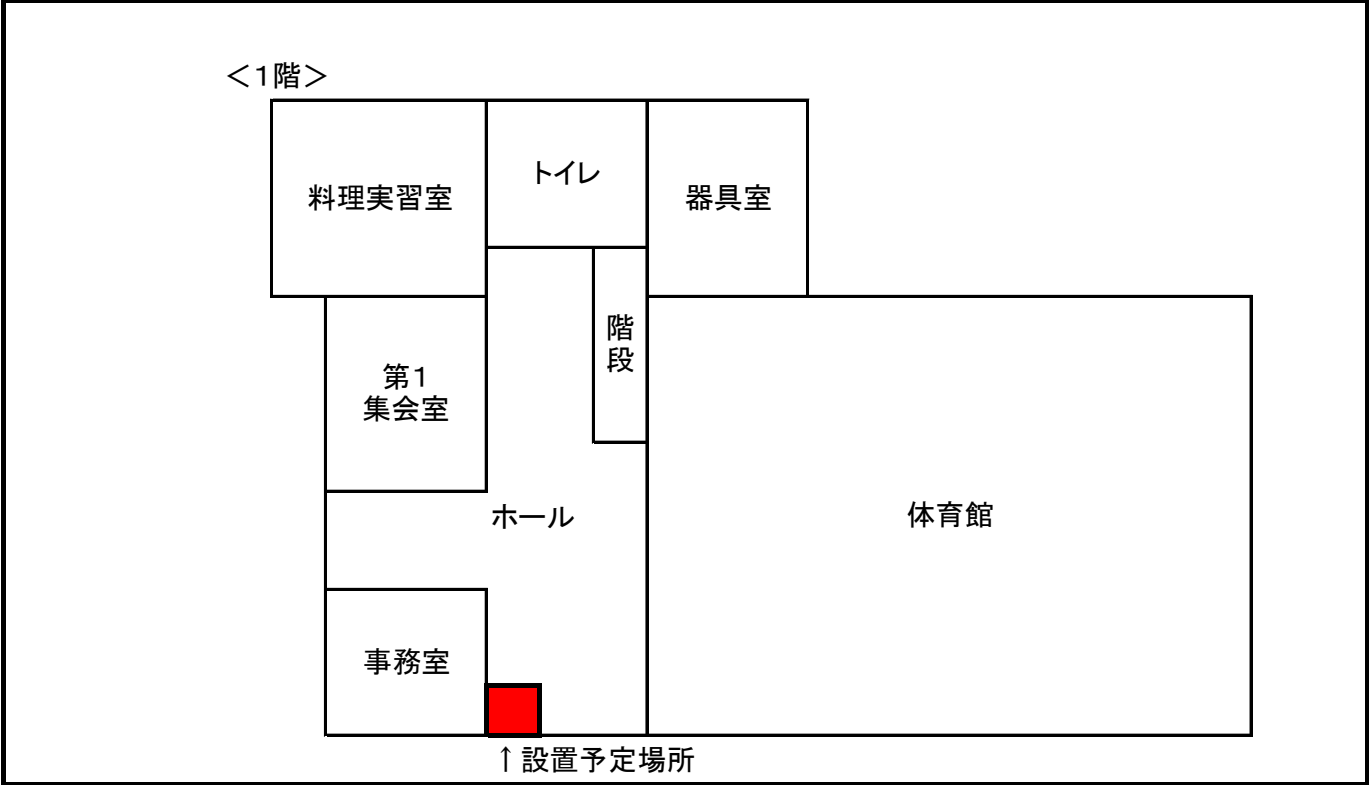 ＜1階＞
トイレ
料理実習室
器具室
階
段
第1
集会室
ホール
体育館
事務室
↑設置予定場所